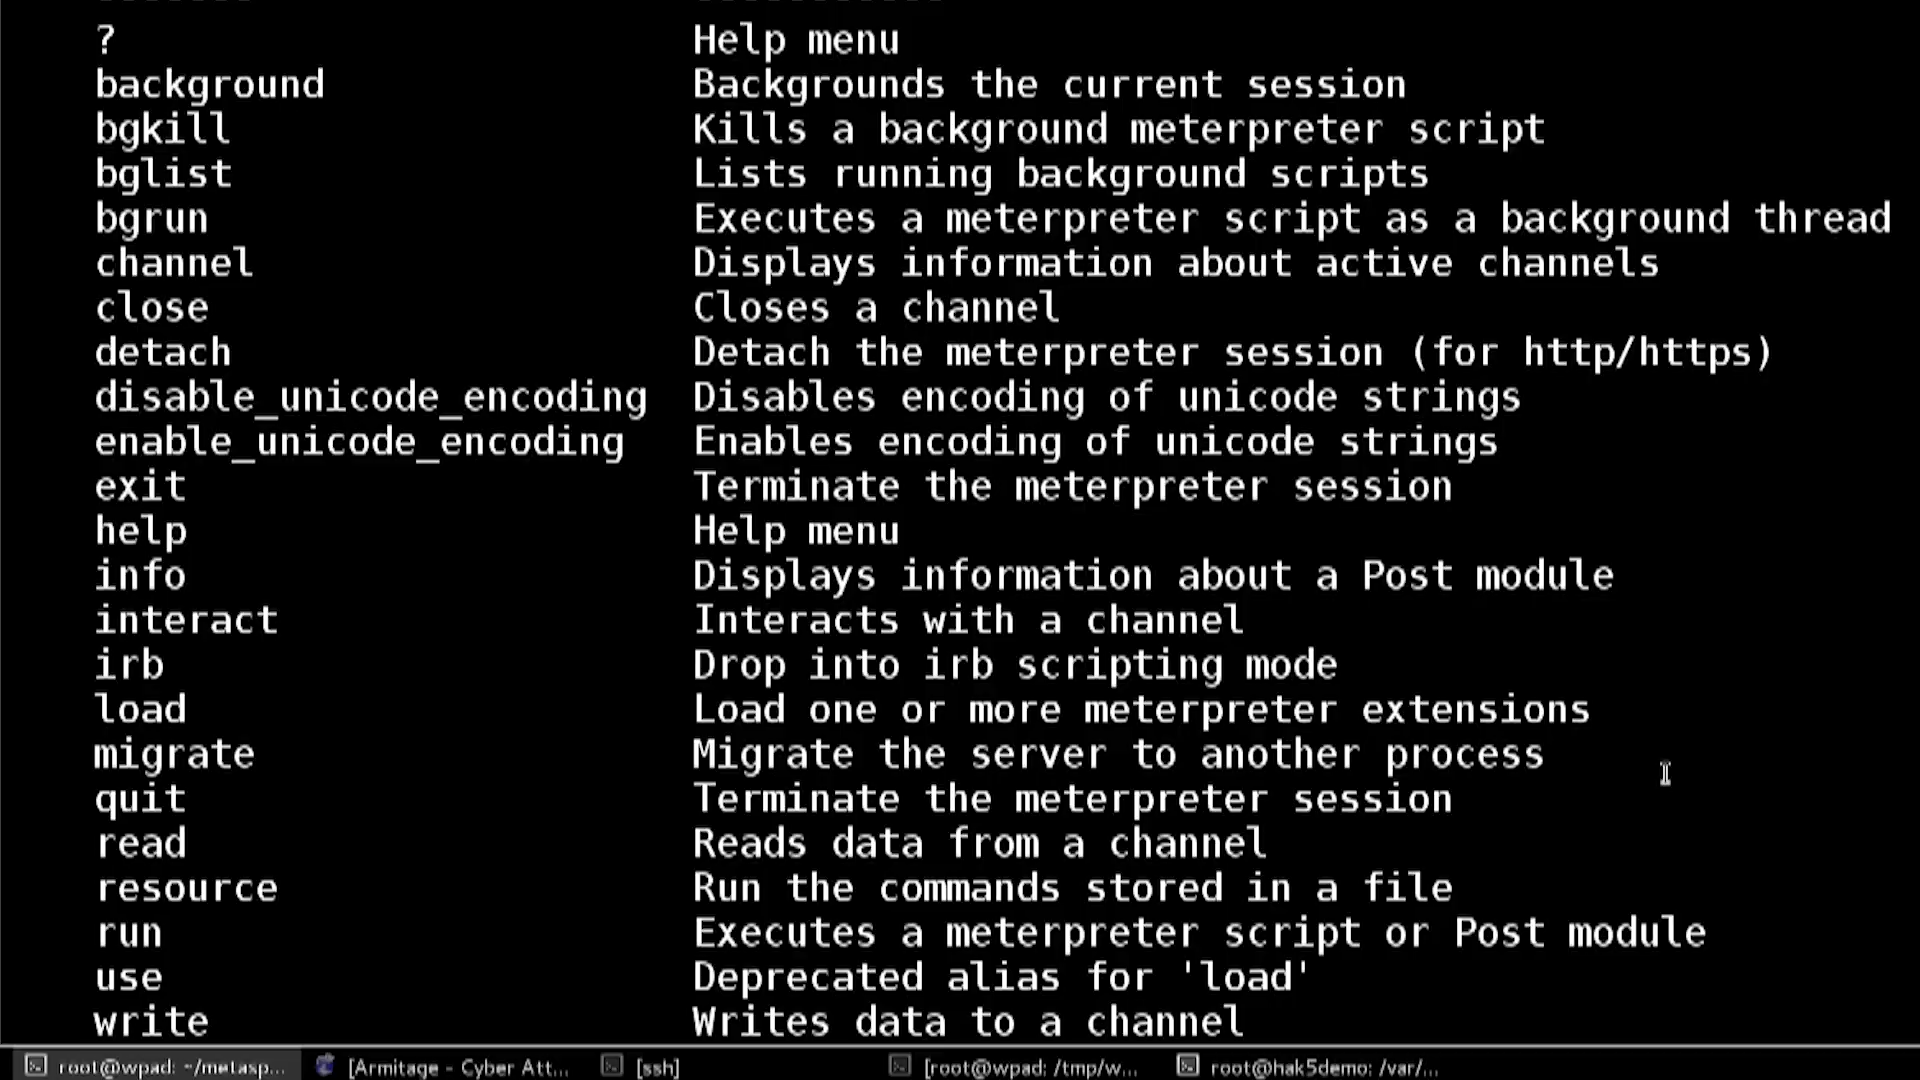 ? Help menu
background Backgrounds the current session
bgkill Kills a background meterpreter script
bglist Lists running background scripts
bgrun Executes a meterpreter script as a background thread
channel Displays information about active channels
close Closes a channel
detach Detach the meterpreter session (for http/https)
disable_unicode_encoding Disables encoding of unicode strings
enable_unicode_encoding Enables encoding of unicode strings
exit Terminate the meterpreter session
help Help menu
info Displays information about a Post module
interact Interacts with a channel
irb Drop into irb scripting mode
load Load one or more meterpreter extensions
migrate Migrate the server to another process
quit Terminate the meterpreter session
read Reads data from a channel
resource Run the commands stored in a file
run Executes a meterpreter script or Post module
use Deprecated alias for 'load'
write Writes data to a channel
root@wpad: ~/metasp... [Armitage - Cyber Att... [ssh] [root@wpad: /tmp/w... root@hak5demo: /var/...